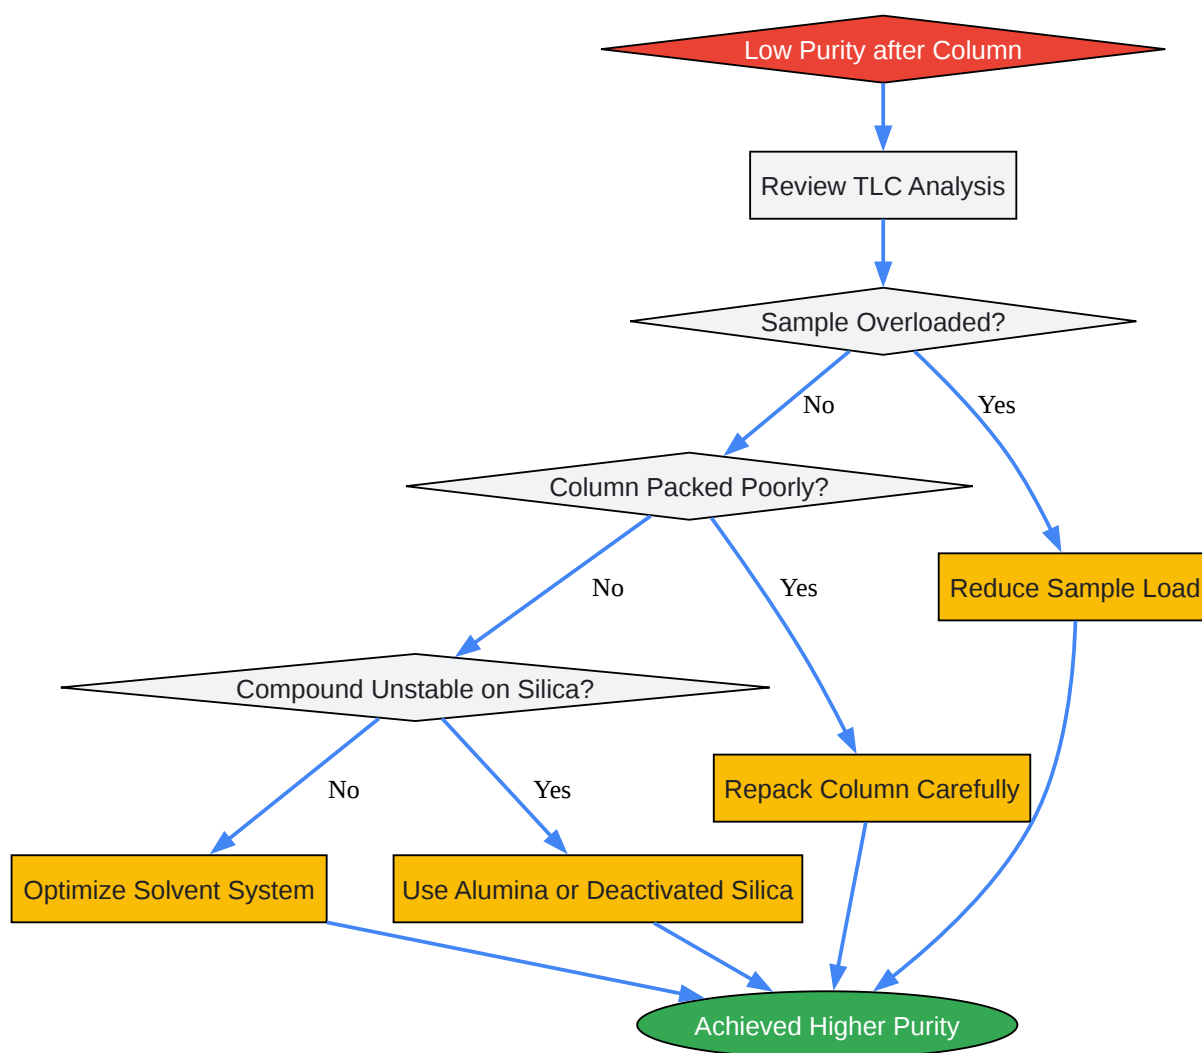 Low Purity after Column
Review TLC Analysis
Sample Overloaded?
No
Yes
Column Packed Poorly?
No
Yes
Reduce Sample Load
Compound Unstable on Silica?
No
Yes
Repack Column Carefully
Optimize Solvent System
Use Alumina or Deactivated Silica
Achieved Higher Purity